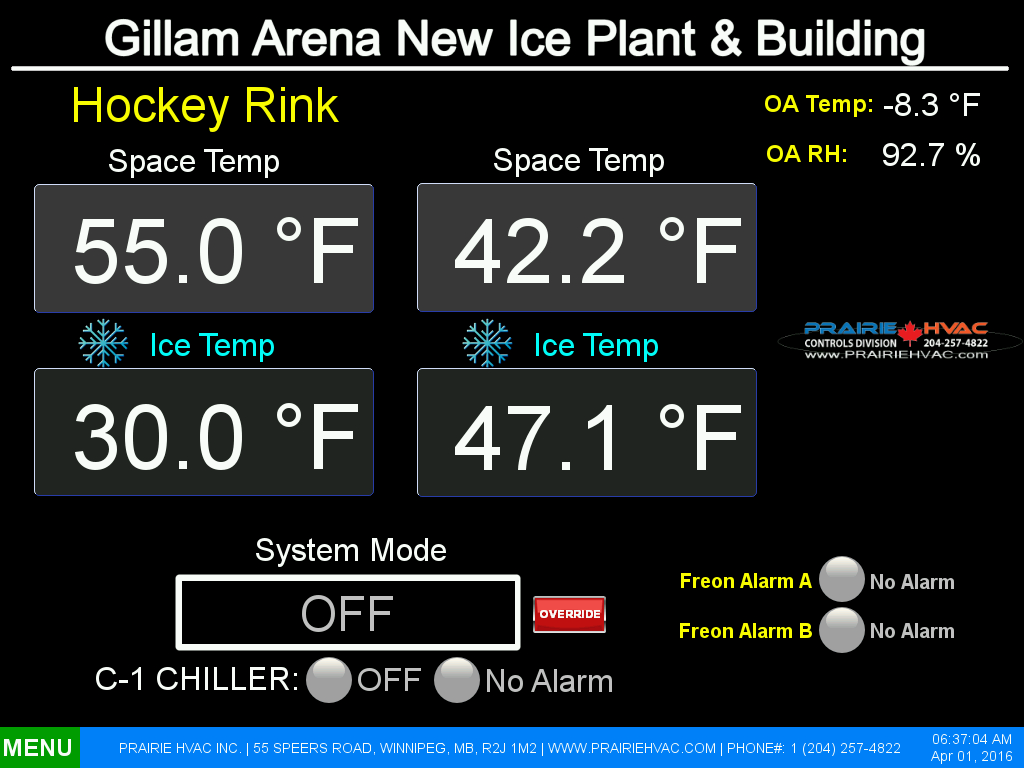 Gillam Arena New Ice Plant & Building
Hockey Rink
OA Temp: -8.3 °F
OA RH: 92.7 %
Space Temp
Space Temp
55.0 °F
42.2 °F
Ice Temp
Ice Temp
PRAIRIE HVAC
CONTROLS DIVISION 204-257-4822
www.PRAIRIEHVAC.com
30.0 °F
47.1 °F
System Mode
OFF
OVERRIDE
Freon Alarm A No Alarm
Freon Alarm B No Alarm
C-1 CHILLER: OFF No Alarm
MENU
PRAIRIE HVAC INC. | 55 SPEERS ROAD, WINNIPEG, MB, R2J 1M2 | WWW.PRAIRIEHVAC.COM | PHONE#: 1 (204) 257-4822
06:37:04 AM
Apr 01, 2016